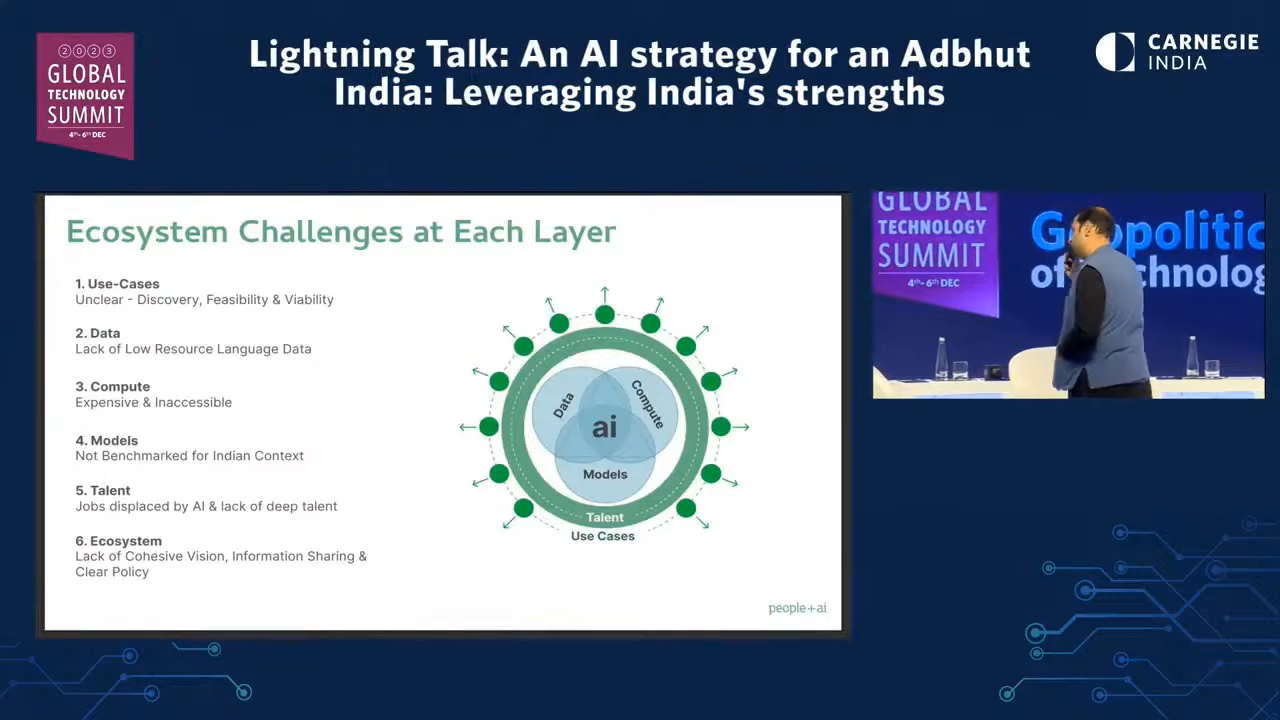 2023
GLOBAL
TECHNOLOGY
SUMMIT
4th- 6th DEC
Lightning Talk: An AI strategy for an Adbhut
India: Leveraging India's strengths
CARNEGIE
INDIA
Ecosystem Challenges at Each Layer
1. Use-Cases
Unclear - Discovery, Feasibility & Viability
2. Data
Lack of Low Resource Language Data
3. Compute
Expensive & Inaccessible
4. Models
Not Benchmarked for Indian Context
5. Talent
Jobs displaced by AI & lack of deep talent
6. Ecosystem
Lack of Cohesive Vision, Information Sharing &
Clear Policy
Data
Compute
ai
Models
Talent
Use Cases
people+ai
GLOBAL
TECHNOLOGY
SUMMIT
4th- 6th DEC
of